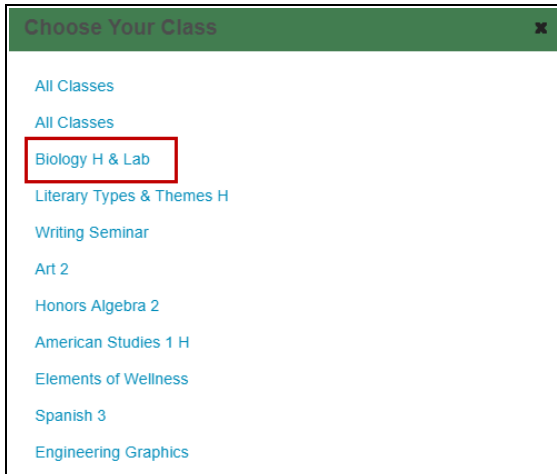 Choose Your Class
All Classes
All Classes
Biology H & Lab
Literary Types & Themes H
Writing Seminar
Art 2
Honors Algebra 2
American Studies 1 H
Elements of Wellness
Spanish 3
Engineering Graphics